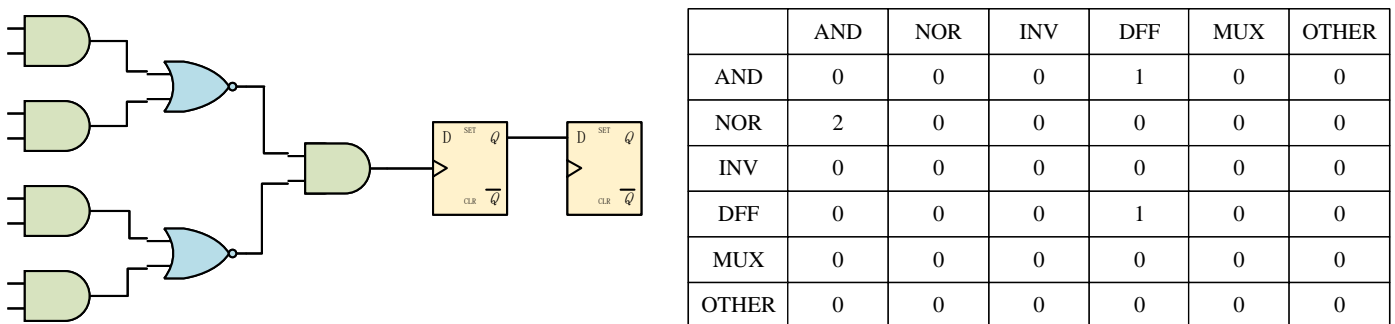 D SET Q
CLR Q
D SET Q
CLR Q
AND NOR INV DFF MUX OTHER
AND 0 0 0 1 0 0
NOR 2 0 0 0 0 0
INV 0 0 0 0 0 0
DFF 0 0 0 1 0 0
MUX 0 0 0 0 0 0
OTHER 0 0 0 0 0 0